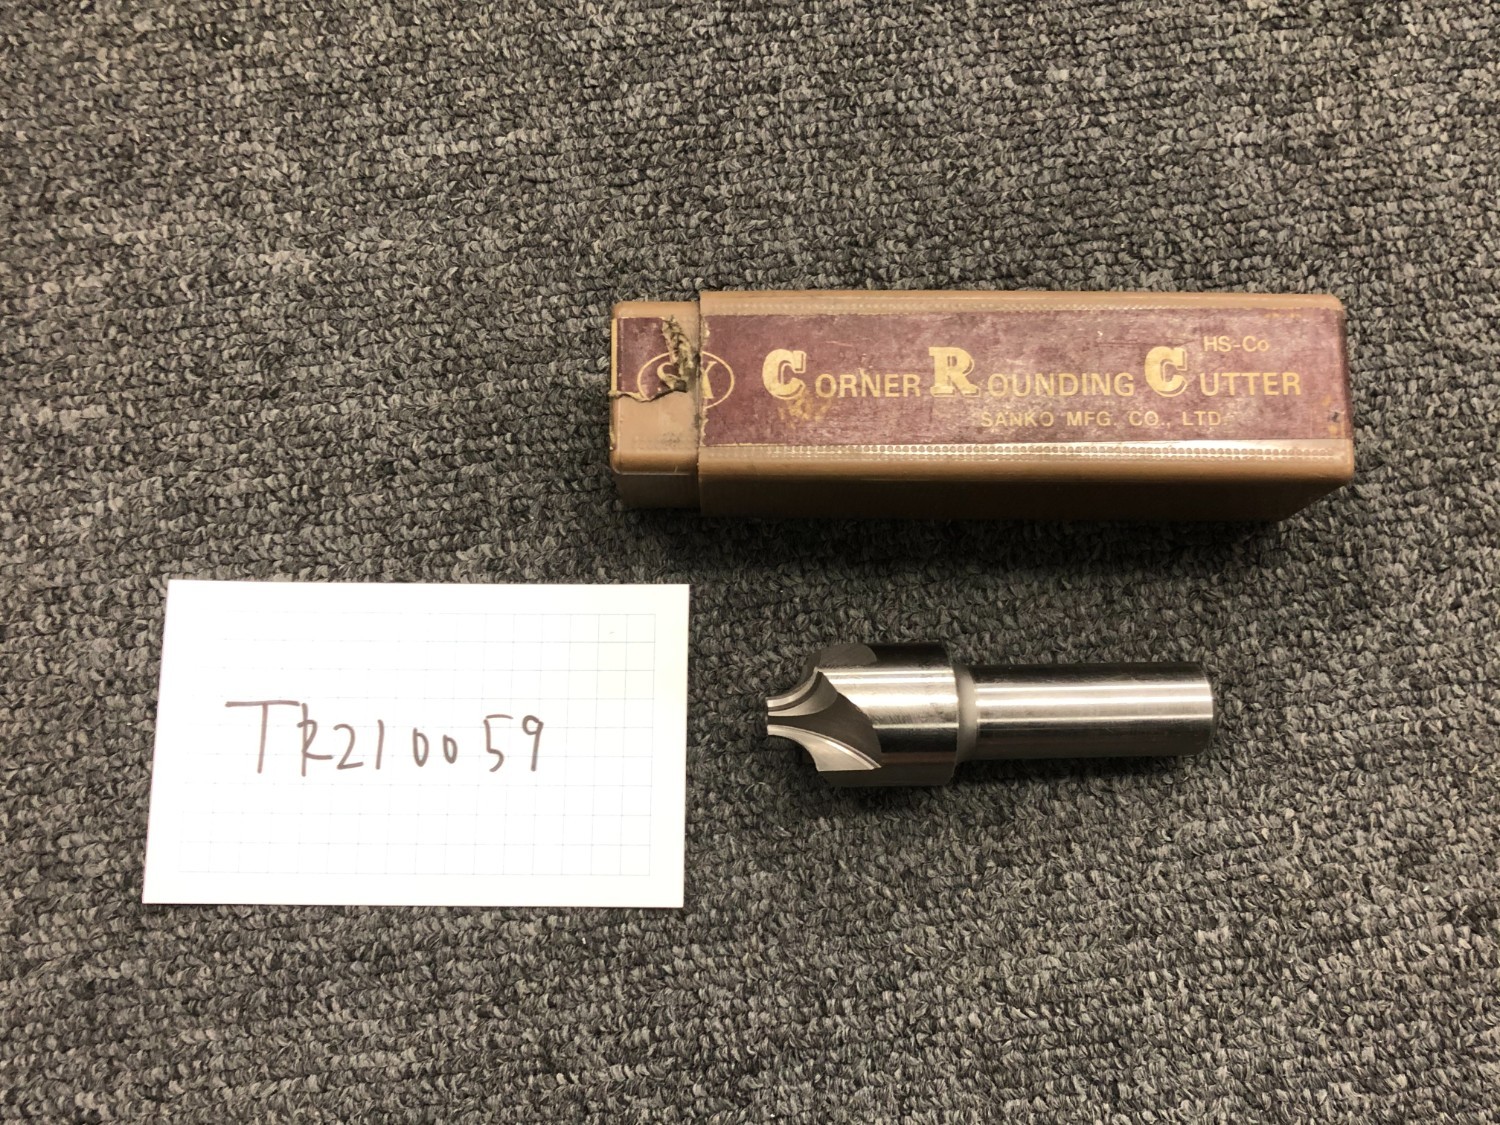 HS-Co
CORNER ROUNDING CUTTER
SANKO MFG. CO., LTD
TR210059